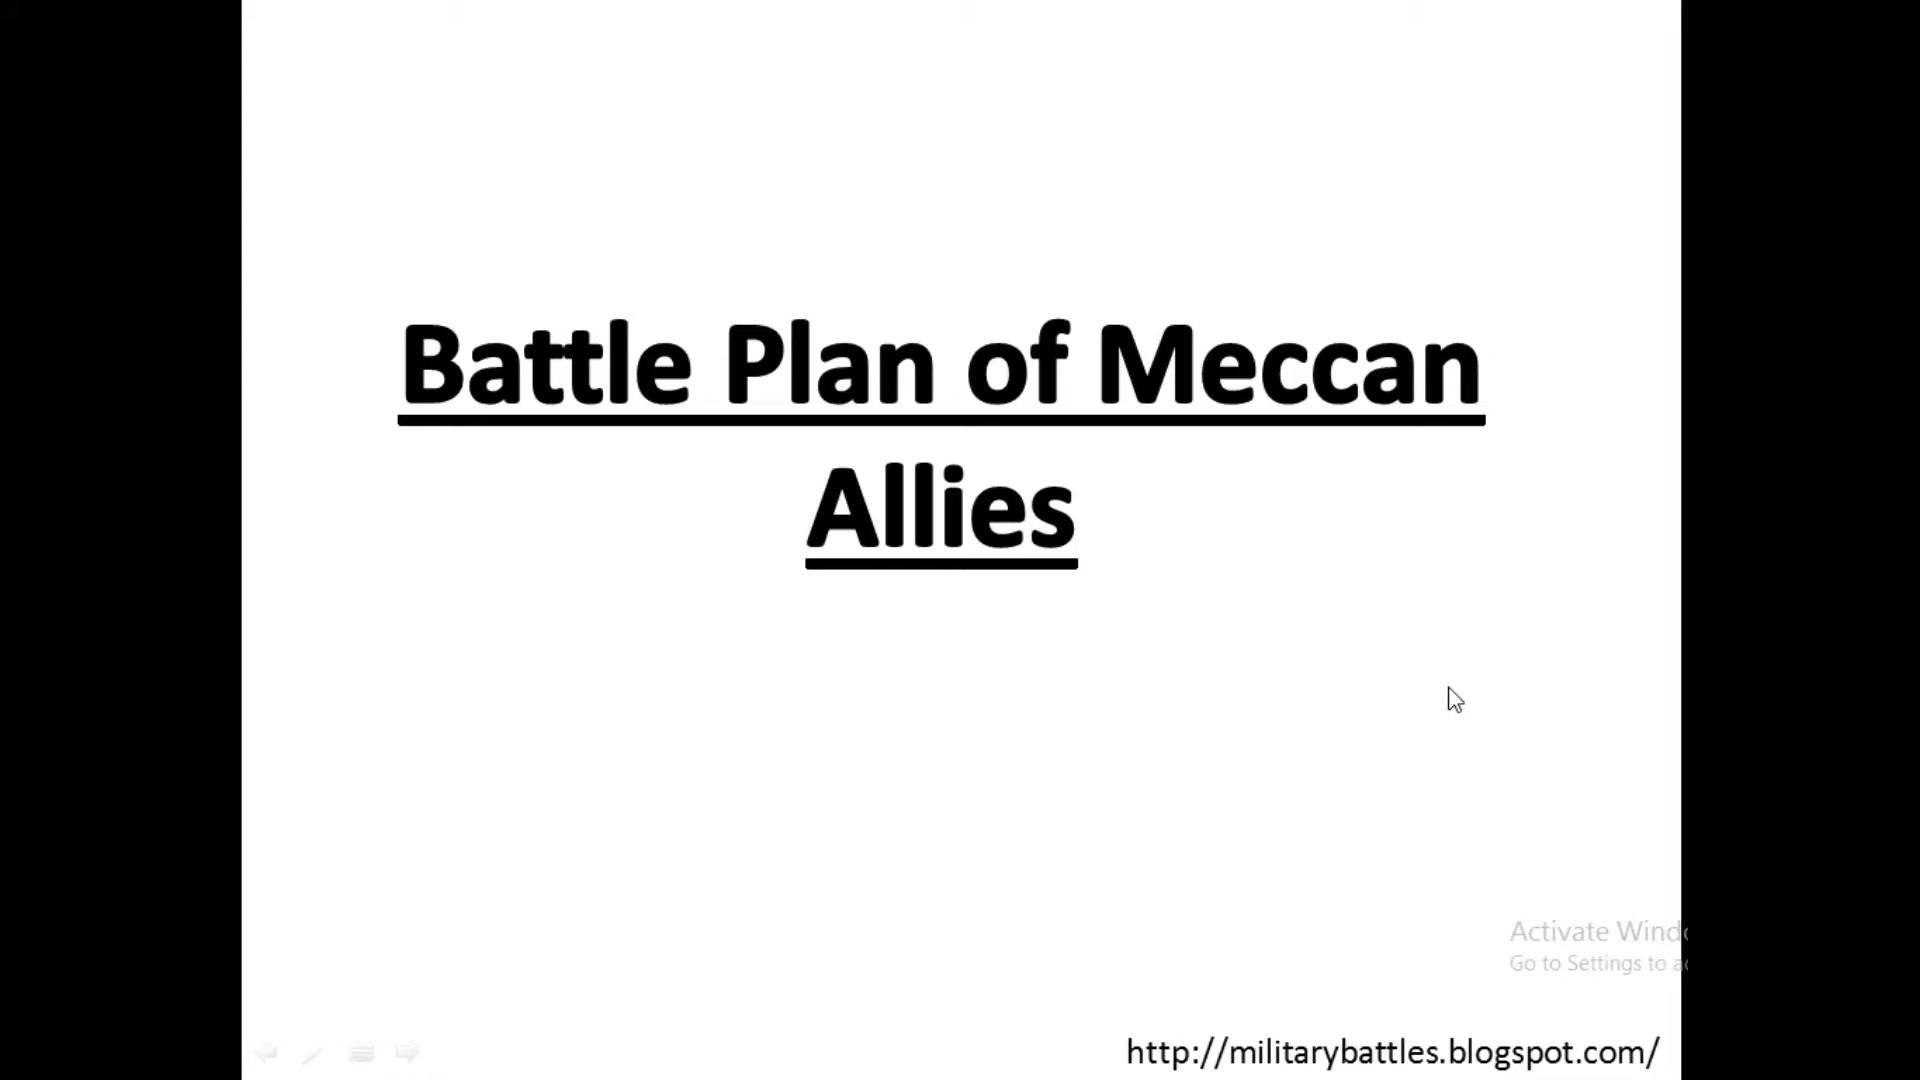 Battle Plan of Meccan
Allies
Activate Wind
Go to Settings to a
http://militarybattles.blogspot.com/